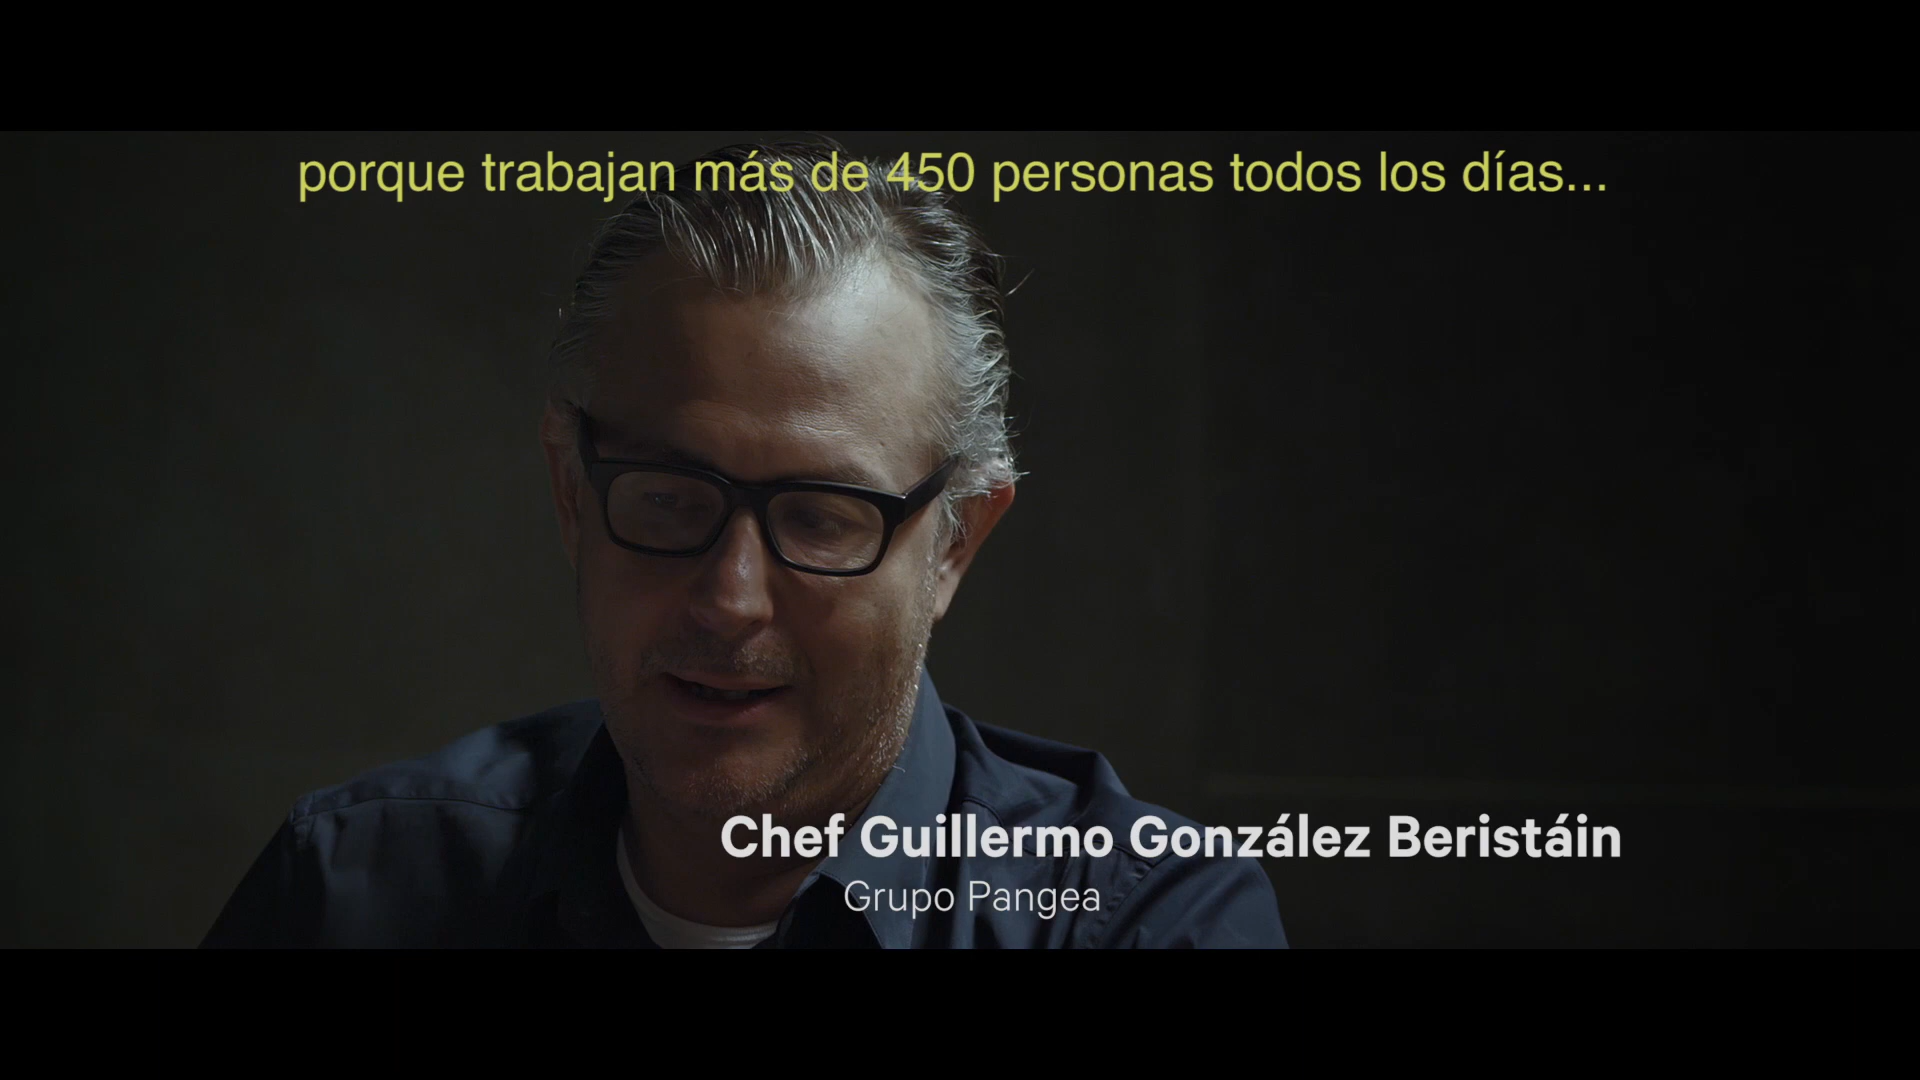 porque trabajan más de 450 personas todos los días...
Chef Guillermo González Beristáin
Grupo Pangea